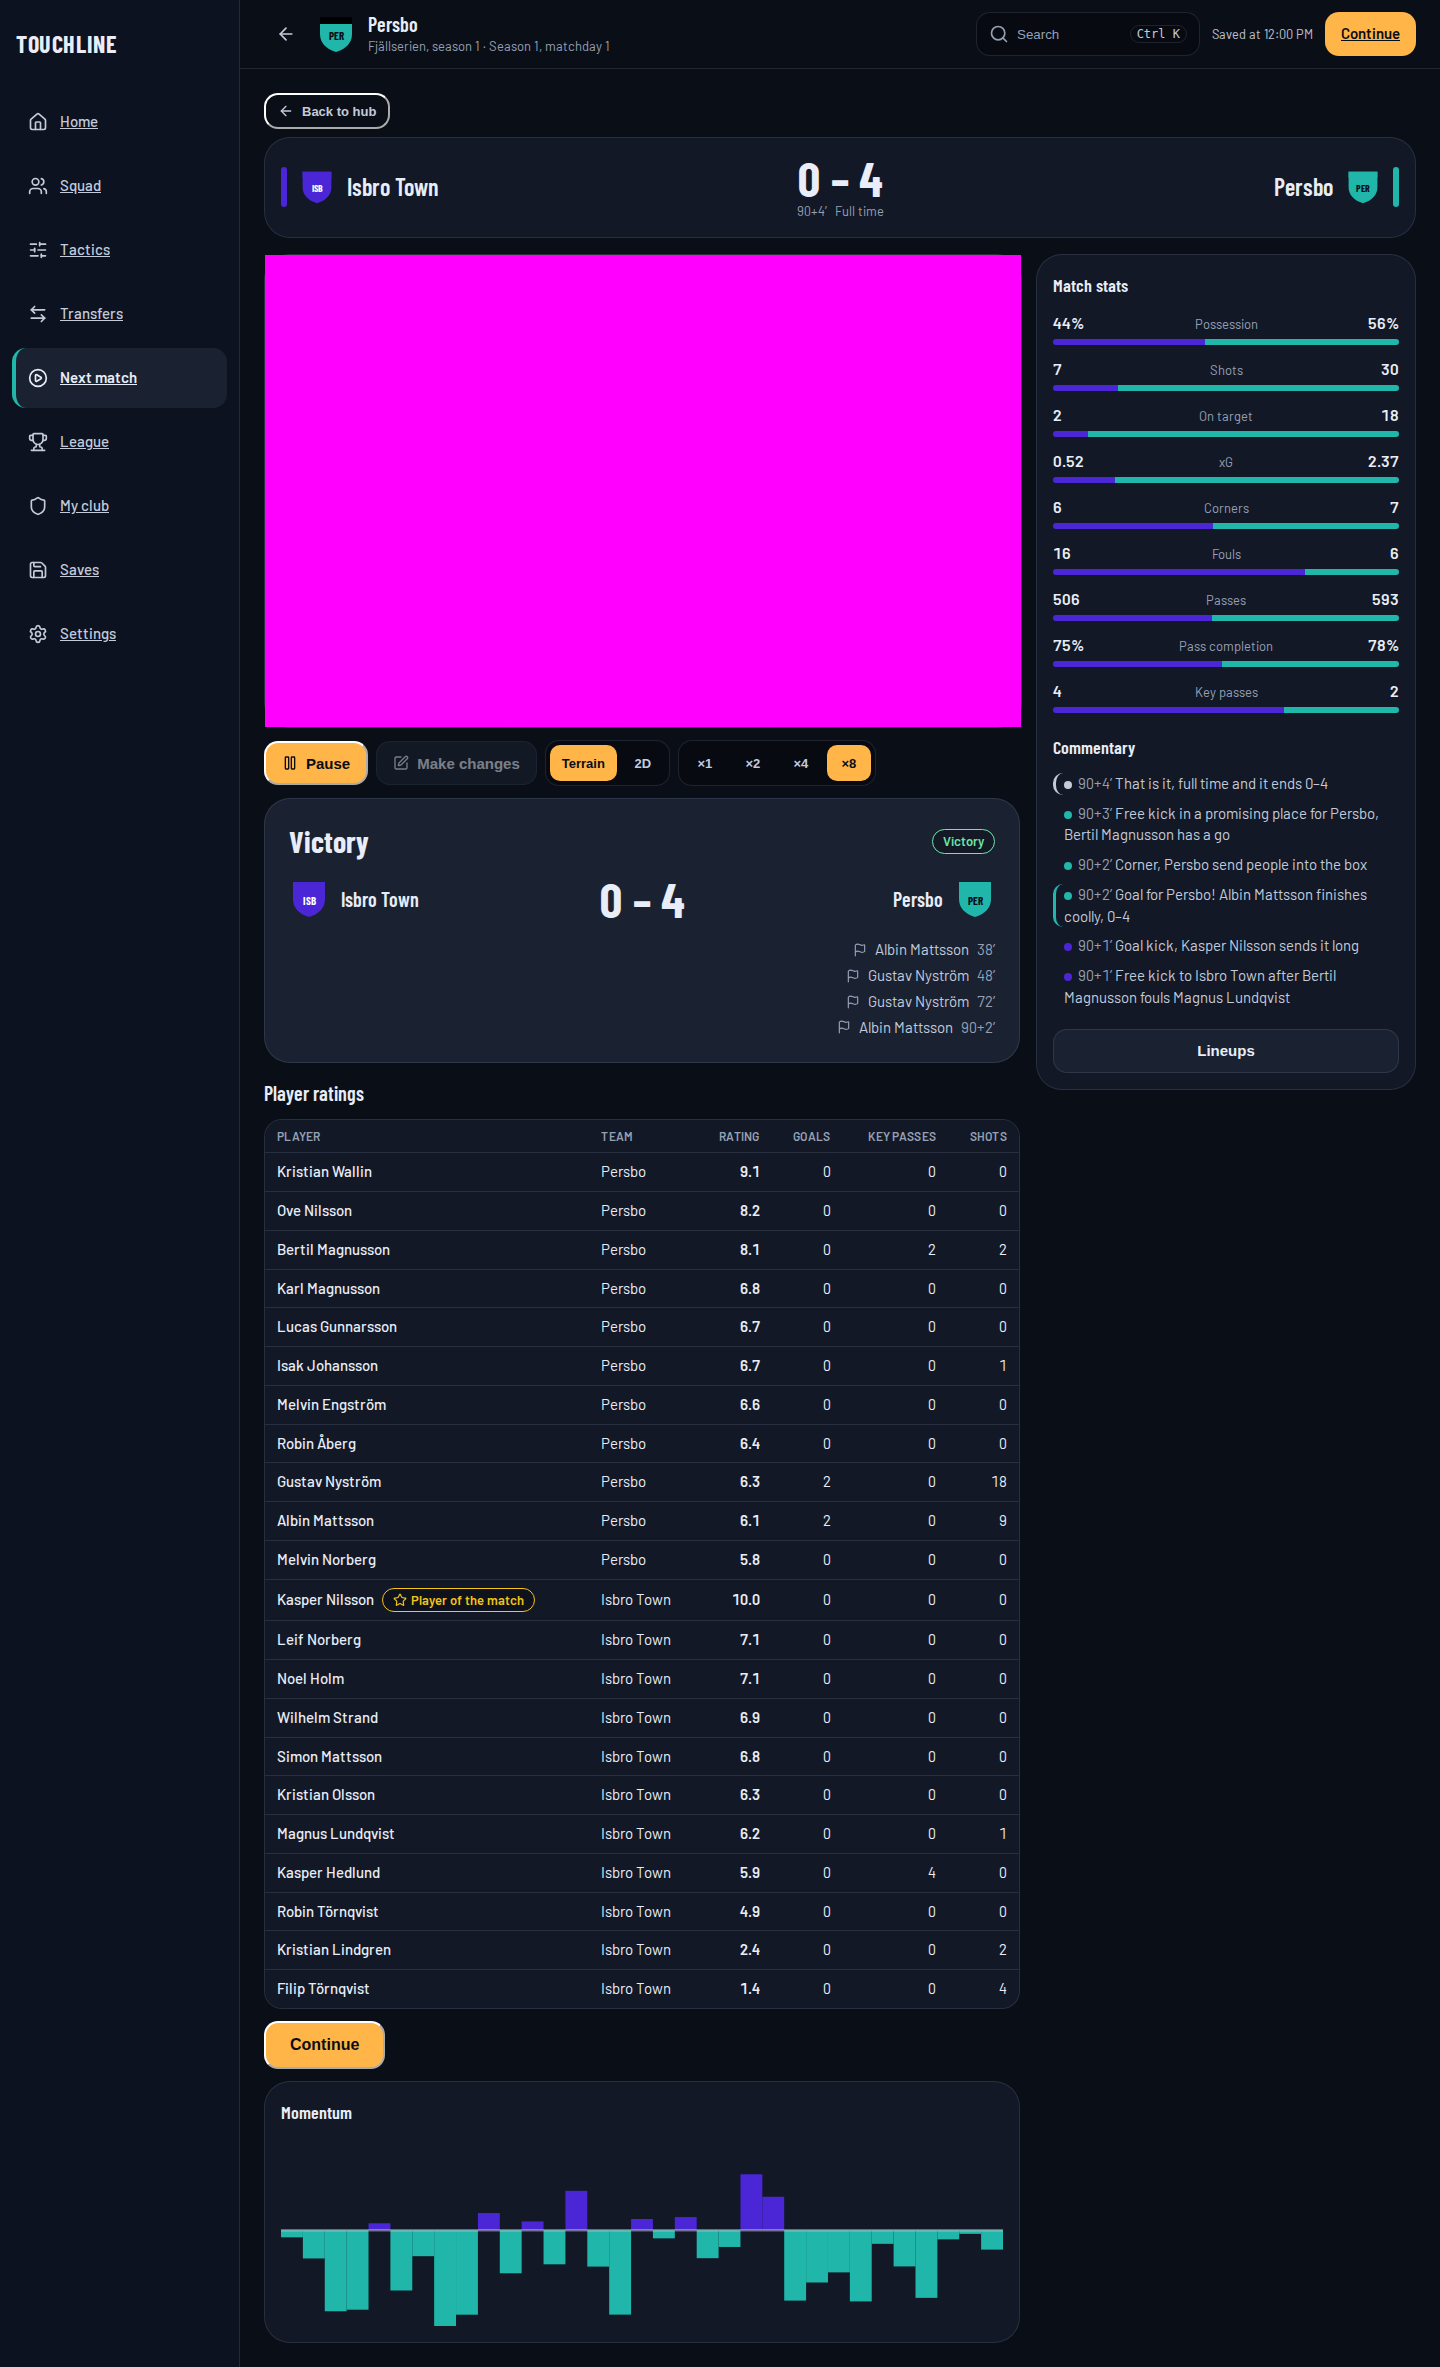 TOUCHLINE
Home
Squad
Tactics
Transfers
Next match
League
My club
Saves
Settings
PER
Persbo
Fjällserien, season 1 · Season 1, matchday 1
Search
Ctrl K
Saved at 12:00 PM
Continue
Back to hub
ISB
Isbro Town
0 – 4
90+4′ Full time
Persbo
PER
Pause
Make changes
Terrain
2D
×1
×2
×4
×8
Match stats
44% Possession 56%
7 Shots 30
2 On target 18
0.52 xG 2.37
6 Corners 7
16 Fouls 6
506 Passes 593
75% Pass completion 78%
4 Key passes 2
Commentary
90+4′ That is it, full time and it ends 0–4
90+3′ Free kick in a promising place for Persbo,
Bertil Magnusson has a go
90+2′ Corner, Persbo send people into the box
90+2′ Goal for Persbo! Albin Mattsson finishes
coolly, 0–4
90+1′ Goal kick, Kasper Nilsson sends it long
90+1′ Free kick to Isbro Town after Bertil
Magnusson fouls Magnus Lundqvist
Lineups
Victory
Victory
ISB
Isbro Town
0 – 4
Persbo
PER
Albin Mattsson 38′
Gustav Nyström 48′
Gustav Nyström 72′
Albin Mattsson 90+2′
Player ratings
PLAYER TEAM RATING GOALS KEY PASSES SHOTS
Kristian Wallin Persbo 9.1 0 0 0
Ove Nilsson Persbo 8.2 0 0 0
Bertil Magnusson Persbo 8.1 0 2 2
Karl Magnusson Persbo 6.8 0 0 0
Lucas Gunnarsson Persbo 6.7 0 0 0
Isak Johansson Persbo 6.7 0 0 1
Melvin Engström Persbo 6.6 0 0 0
Robin Åberg Persbo 6.4 0 0 0
Gustav Nyström Persbo 6.3 2 0 18
Albin Mattsson Persbo 6.1 2 0 9
Melvin Norberg Persbo 5.8 0 0 0
Kasper Nilsson Player of the match Isbro Town 10.0 0 0 0
Leif Norberg Isbro Town 7.1 0 0 0
Noel Holm Isbro Town 7.1 0 0 0
Wilhelm Strand Isbro Town 6.9 0 0 0
Simon Mattsson Isbro Town 6.8 0 0 0
Kristian Olsson Isbro Town 6.3 0 0 0
Magnus Lundqvist Isbro Town 6.2 0 0 1
Kasper Hedlund Isbro Town 5.9 0 4 0
Robin Törnqvist Isbro Town 4.9 0 0 0
Kristian Lindgren Isbro Town 2.4 0 0 2
Filip Törnqvist Isbro Town 1.4 0 0 4
Continue
Momentum